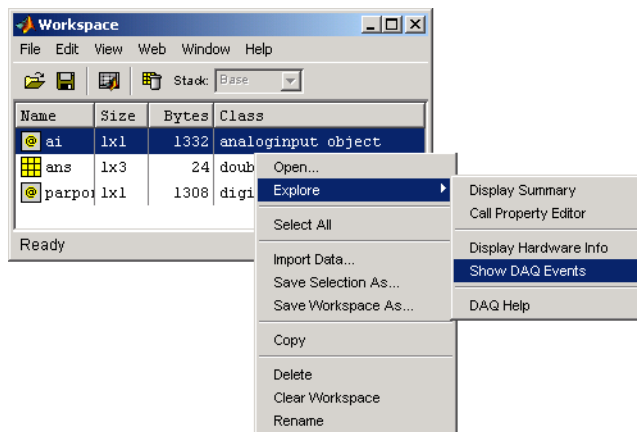 Workspace
File Edit View Web Window Help
Stack: Base
Name Size Bytes Class
ai 1x1 1332 analoginput object
ans 1x3 24 doub
parpor 1x1 1308 digi
Ready
Open...
Explore
Select All
Import Data...
Save Selection As...
Save Workspace As...
Copy
Delete
Clear Workspace
Rename
Display Summary
Call Property Editor
Display Hardware Info
Show DAQ Events
DAQ Help